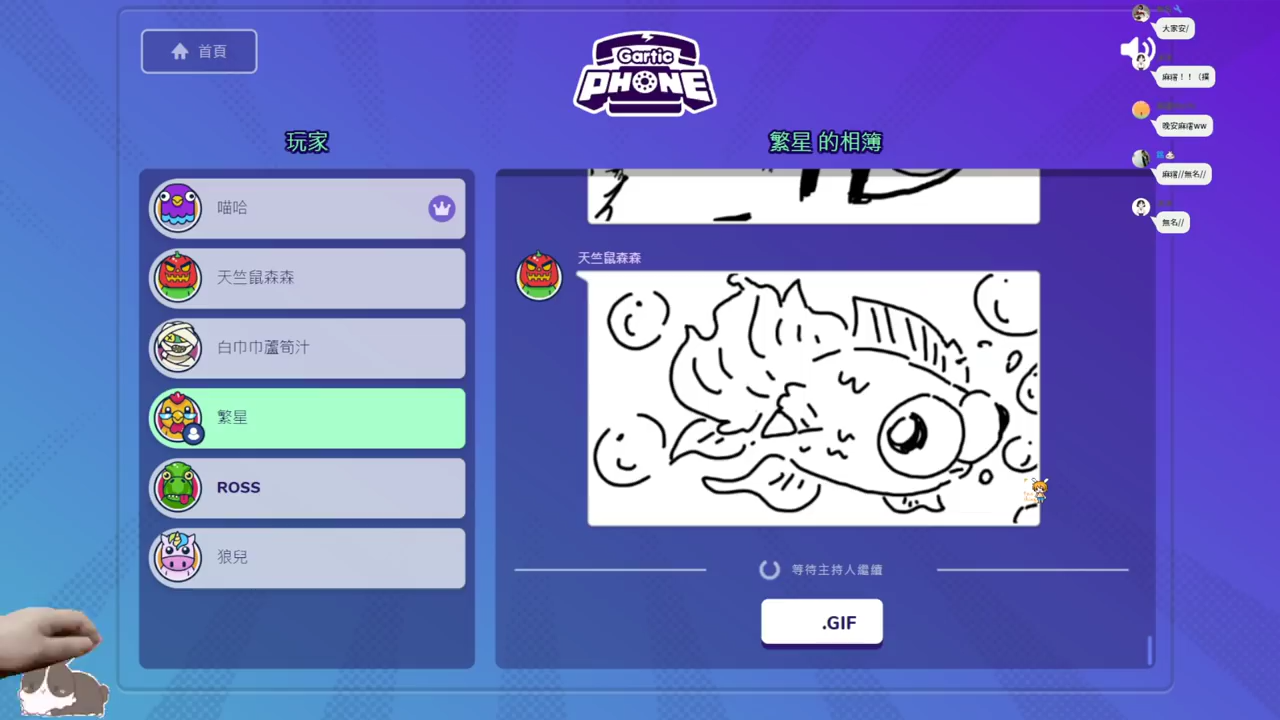 首頁
Gartic
PHONE
玩家
繁星 的相簿
喵哈
天竺鼠森森
白巾巾蘆筍汁
繁星
ROSS
狼兒
天竺鼠森森
等待主持人繼續
.GIF
大家安/
晚安麻糬ww
麻糬//無名//
無名//